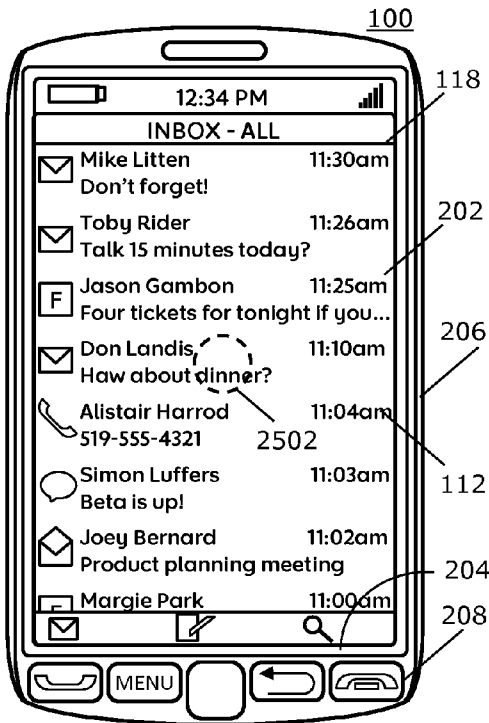 100
12:34 PM
118
INBOX - ALL
Mike Litten 11:30am
Don't forget!
Toby Rider 11:26am
202
Talk 15 minutes today?
F Jason Gambon 11:25am
Four tickets for tonight if you...
206
Don Landis 11:10am
Haw about dinner?
Alistair Harrod 11:04am
519-555-4321 2502
Simon Luffers 11:03am
112
Beta is up!
Joey Bernard 11:02am
Product planning meeting
204
Margie Park 11:00am
208
MENU